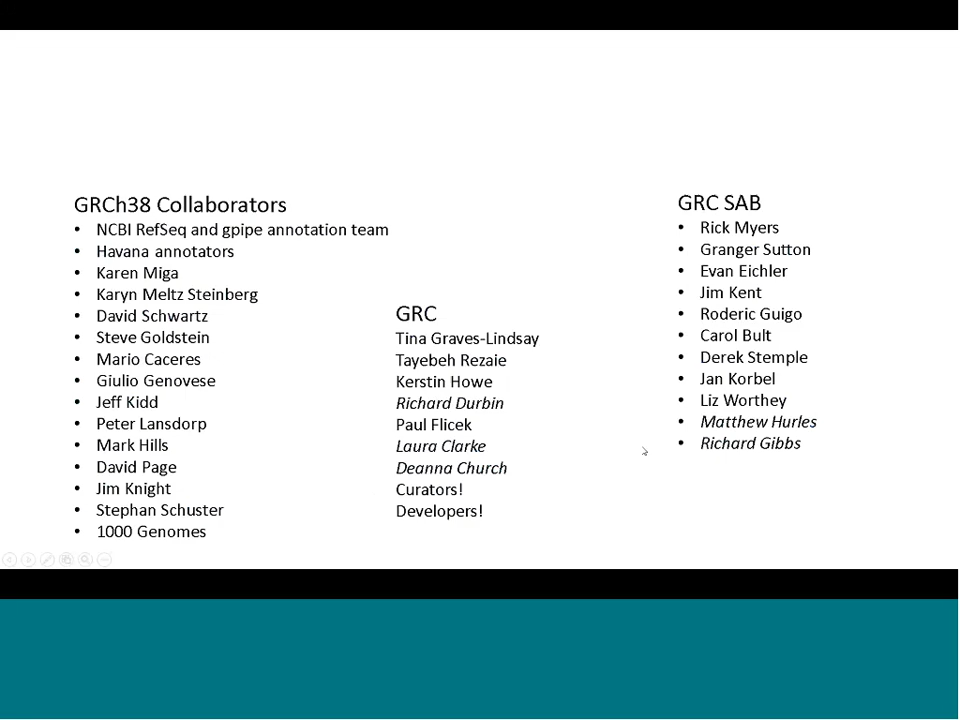 GRCh38 Collaborators
• NCBI RefSeq and gpipe annotation team
• Havana annotators
• Karen Miga
• Karyn Meltz Steinberg
• David Schwartz
• Steve Goldstein
• Mario Caceres
• Giulio Genovese
• Jeff Kidd
• Peter Lansdorp
• Mark Hills
• David Page
• Jim Knight
• Stephan Schuster
• 1000 Genomes
GRC
Tina Graves-Lindsay
Tayebeh Rezaie
Kerstin Howe
Richard Durbin
Paul Flicek
Laura Clarke
Deanna Church
Curators!
Developers!
GRC SAB
• Rick Myers
• Granger Sutton
• Evan Eichler
• Jim Kent
• Roderic Guigo
• Carol Bult
• Derek Stemple
• Jan Korbel
• Liz Worthey
• Matthew Hurles
• Richard Gibbs